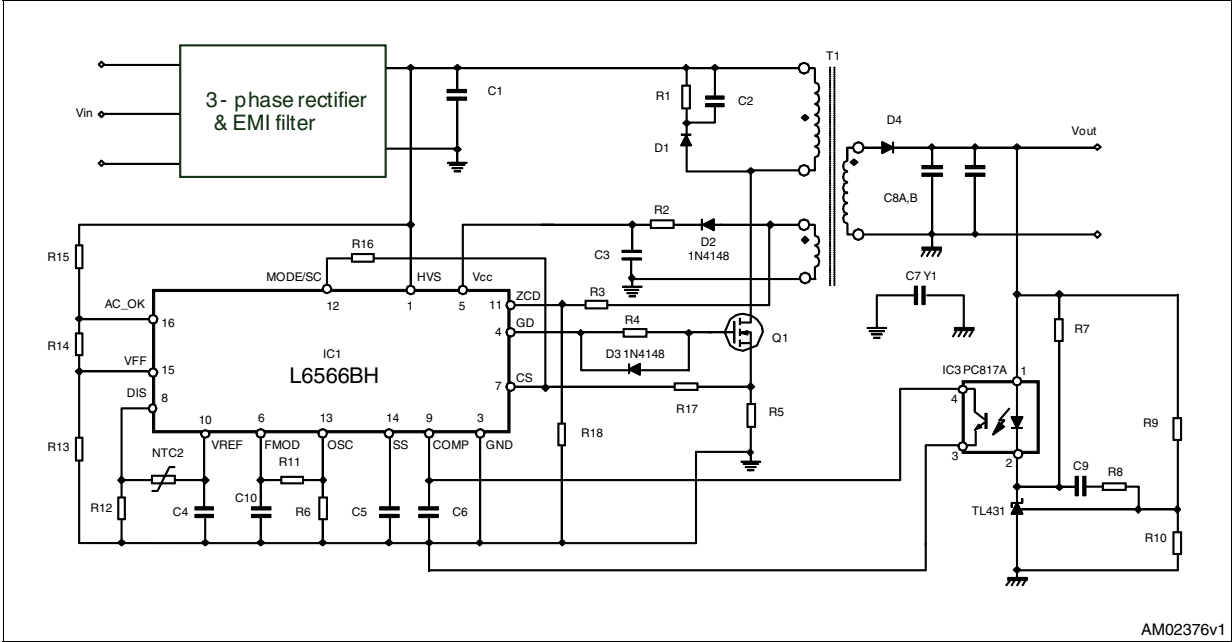 T1
3 - phase rectifier
& EMI filter
Vin
C1
R1
C2
D1
D4
Vout
C8A,B
R2
D2
1N4148
C3
R15
R16
MODE/SC
HVS
Vcc
12
1
5
C7 Y1
AC_OK
16
11
ZCD
R3
4
GD
R4
Q1
R7
R14
IC1
L6566BH
D3 1N4148
VFF
15
DIS
8
7
CS
R17
R5
IC3 PC817A
1
4
3
2
10
6
13
14
9
3
VREF
FMOD
OSC
SS
COMP
GND
R13
R18
R9
NTC2
R11
C9
R8
R12
C4
C10
R6
C5
C6
TL431
R10
AM02376v1